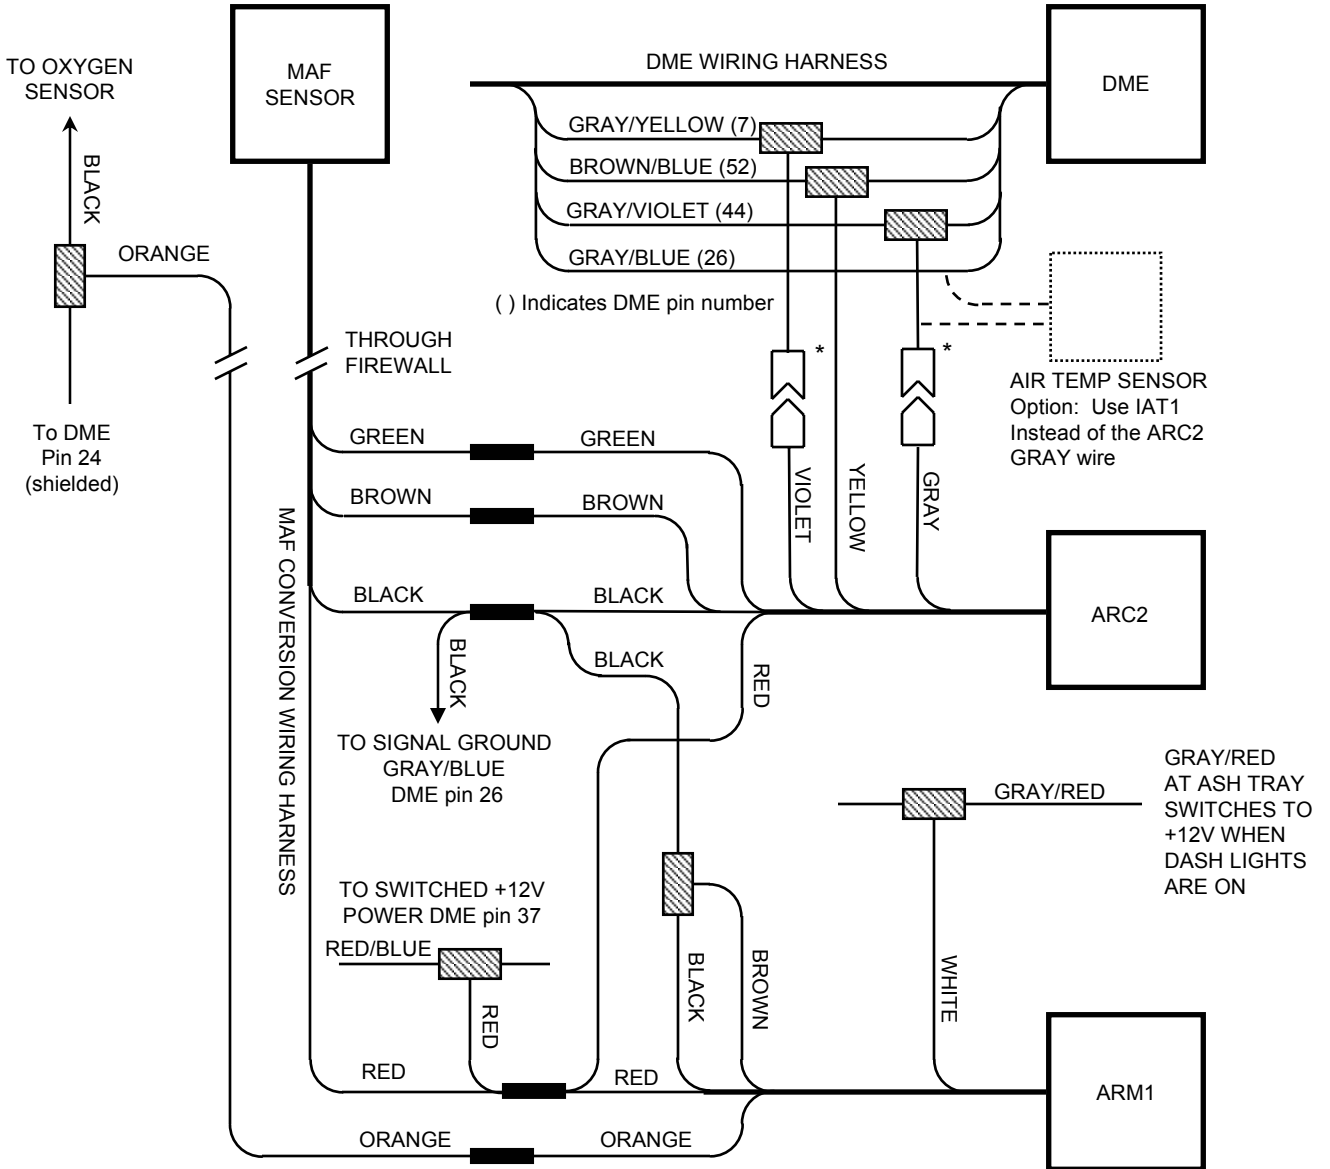 TO OXYGEN
SENSOR
BLACK
ORANGE
To DME
Pin 24
(shielded)
MAF
SENSOR
THROUGH
FIREWALL
DME WIRING HARNESS
DME
GRAY/YELLOW (7)
BROWN/BLUE (52)
GRAY/VIOLET (44)
GRAY/BLUE (26)
( ) Indicates DME pin number
*
*
AIR TEMP SENSOR
Option: Use IAT1
Instead of the ARC2
GRAY wire
GREEN
GREEN
BROWN
BROWN
VIOLET
YELLOW
GRAY
MAF CONVERSION WIRING HARNESS
BLACK
BLACK
BLACK
BLACK
RED
ARC2
TO SIGNAL GROUND
GRAY/BLUE
DME pin 26
GRAY/RED
GRAY/RED
AT ASH TRAY
SWITCHES TO
+12V WHEN
DASH LIGHTS
ARE ON
TO SWITCHED +12V
POWER DME pin 37
RED/BLUE
RED
BLACK
BROWN
WHITE
RED
RED
ARM1
ORANGE
ORANGE